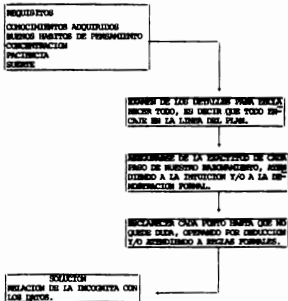 REQUISITOS
CONOCIMIENTOS ADQUIRIDOS
BUENOS HABITOS DE PENSAMIENTO
CONCENTRACION
PACIENCIA
SUERTE
EXAMEN DE LOS DETALLES PARA ESCLA
RECER TODO, ES DECIR QUE TODO EN-
CAJE EN LA LINEA DEL PLAN.
ASEGURARSE DE LA EXACTITUD DE CADA
PASO DE NUESTRO RAZONAMIENTO, ATEN
DIENDO A LA INTUICION Y/O A LA DE-
MOSTRACION FORMAL.
ESCLARECER CADA PUNTO HASTA QUE NO
QUEDE DUDA, OPERANDO POR DEDUCCION
Y/O ATENDIENDO A REGLAS FORMALES.
SOLUCION
RELACION DE LA INCOGNITA CON
LOS DATOS.